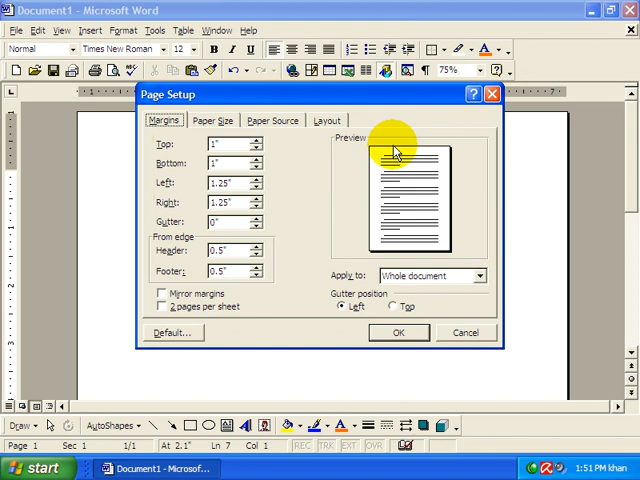 Document1 - Microsoft Word
File Edit View Insert Format Tools Table Window Help
Normal Times New Roman 12 B I U A
75% ?
1 7
Page Setup
Margins Paper Size Paper Source Layout
Top: 1"
Bottom: 1"
Left: 1.25"
Right: 1.25"
Gutter: 0"
From edge
Header: 0.5"
Footer: 0.5"
Mirror margins
2 pages per sheet
Preview
Apply to: Whole document
Gutter position
Left Top
Default... OK Cancel
Draw AutoShapes A
Page 1 Sec 1 1/1 At 2.1" Ln 7 Col 1 REC TRK EXT OVR
start Document1 - Microsof... 1:51 PM khan